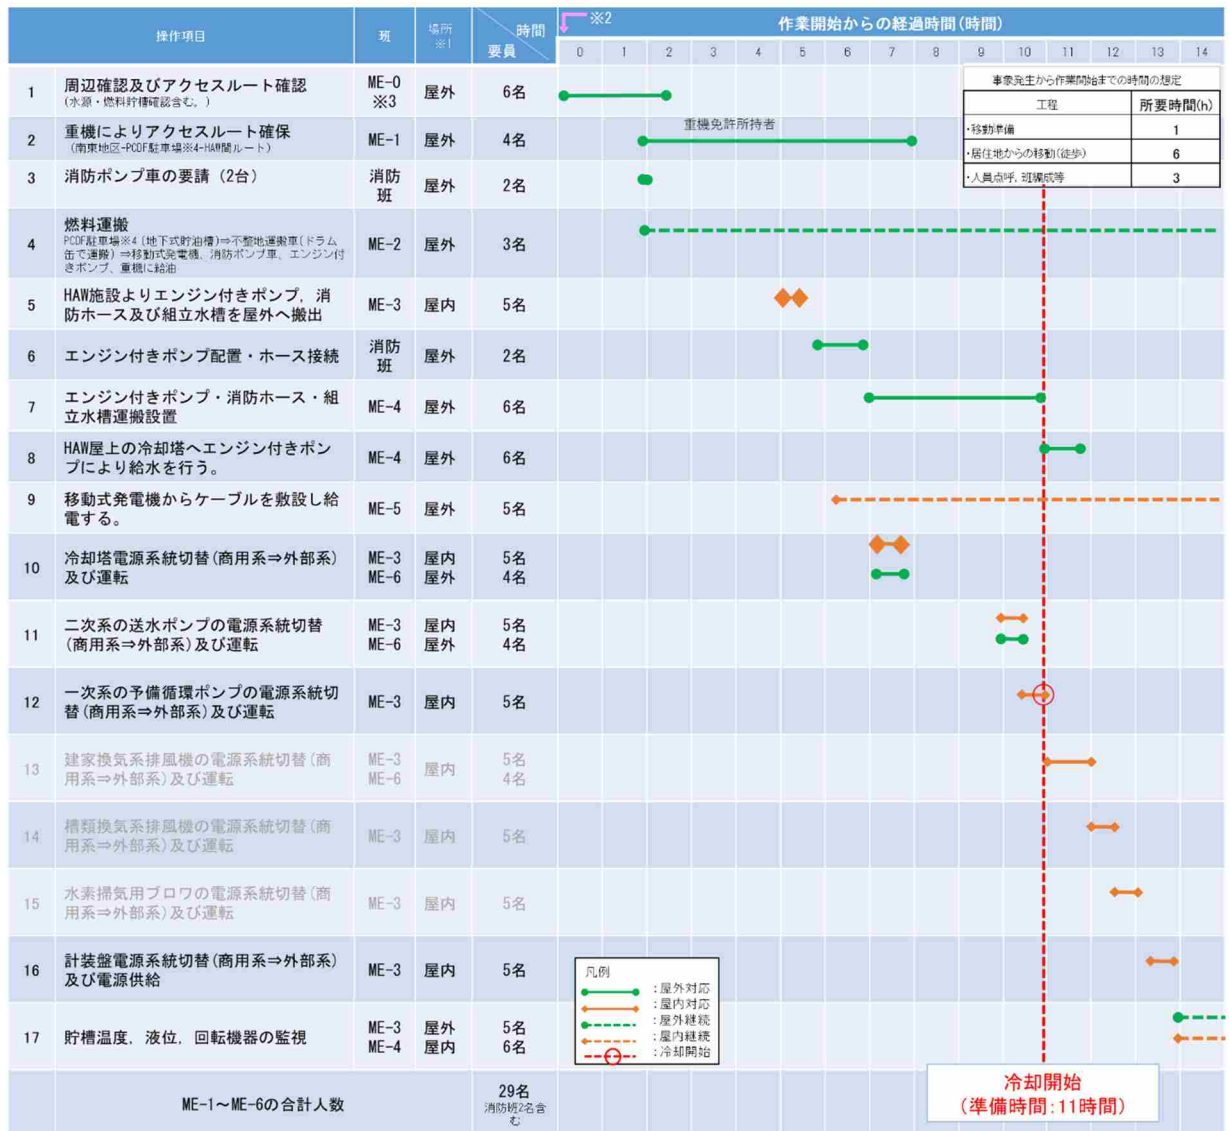 操作項目
班
場所
※1
時間
要員
※2
作業開始からの経過時間(時間)
0 1 2 3 4 5 6 7 8 9 10 11 12 13 14
事象発生から作業開始までの時間の想定
工程 所要時間(h)
・移動準備 1
・居住地からの移動(徒歩) 6
・人員点呼, 班編成等 3
1 周辺確認及びアクセスルート確認
(水源・燃料貯槽確認含む。)
ME-0
※3
屋外 6名
2 重機によりアクセスルート確保
(南東地区-PCDF駐車場※4-HAW間ルート)
ME-1 屋外 4名
重機免許所持者
3 消防ポンプ車の要請(2台)
消防
班
屋外 2名
4 燃料運搬
PCDF駐車場※4(地下式貯油槽)⇒不整地運搬車(ドラム
缶で運搬)⇒移動式発電機、消防ポンプ車、エンジン付
きポンプ、重機に給油
ME-2 屋外 3名
5 HAW施設よりエンジン付きポンプ, 消
防ホース及び組立水槽を屋外へ搬出
ME-3 屋内 5名
6 エンジン付きポンプ配置・ホース接続
消防
班
屋外 2名
7 エンジン付きポンプ・消防ホース・組
立水槽運搬設置
ME-4 屋外 6名
8 HAW屋上の冷却塔へエンジン付きポン
プにより給水を行う。
ME-4 屋外 6名
9 移動式発電機からケーブルを敷設し給
電する。
ME-5 屋外 5名
10 冷却塔電源系統切替(商用系⇒外部系)
及び運転
ME-3 屋内 5名
ME-6 屋外 4名
11 二次系の送水ポンプの電源系統切替
(商用系⇒外部系)及び運転
ME-3 屋内 5名
ME-6 屋外 4名
12 一次系の予備循環ポンプの電源系統切
替(商用系⇒外部系)及び運転
ME-3 屋内 5名
13 建家換気系排風機の電源系統切替(商
用系⇒外部系)及び運転
ME-3
ME-6
屋内
5名
4名
14 槽類換気系排風機の電源系統切替(商
用系⇒外部系)及び運転
ME-3 屋内 5名
15 水素掃気用ブロワの電源系統切替(商
用系⇒外部系)及び運転
ME-3 屋内 5名
16 計装盤電源系統切替(商用系⇒外部系)
及び電源供給
ME-3 屋内 5名
17 貯槽温度, 液位, 回転機器の監視
ME-3 屋外 5名
ME-4 屋内 6名
凡例
:屋外対応
:屋内対応
:屋外継続
:屋内継続
:冷却開始
ME-1~ME-6の合計人数
29名
消防班2名含
む
冷却開始
(準備時間:11時間)